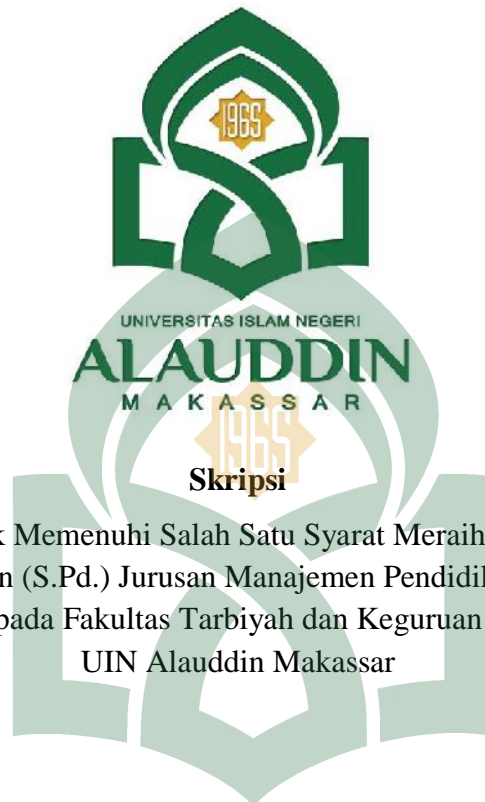 1965
UNIVERSITAS ISLAM NEGERI
ALAUDDIN
MAKASSAR
1965
Skripsi
Memenuhi Salah Satu Syarat Meraih
(S.Pd.) Jurusan Manajemen
pada Fakultas Tarbiyah dan Keguruan
UIN Alauddin Makassar